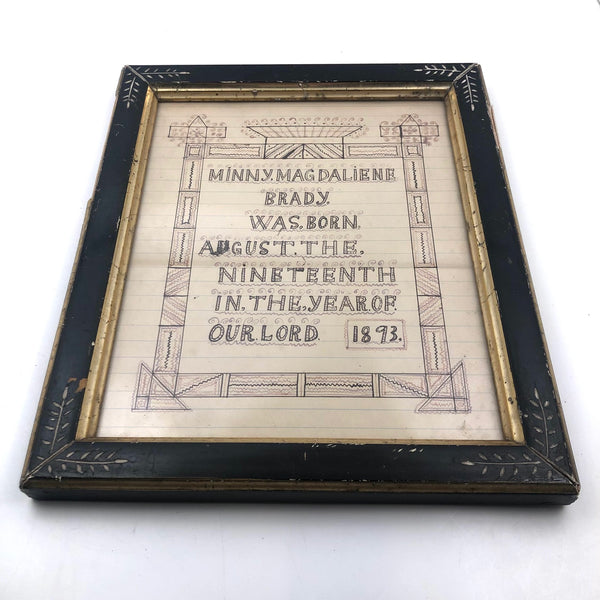 MINNY.MAGDALIENE
BRADY.
WAS.BORN.
AUGUST.THE.
NINETEENTH
IN.THE.YEAR.OF.
OUR.LORD. 1893.